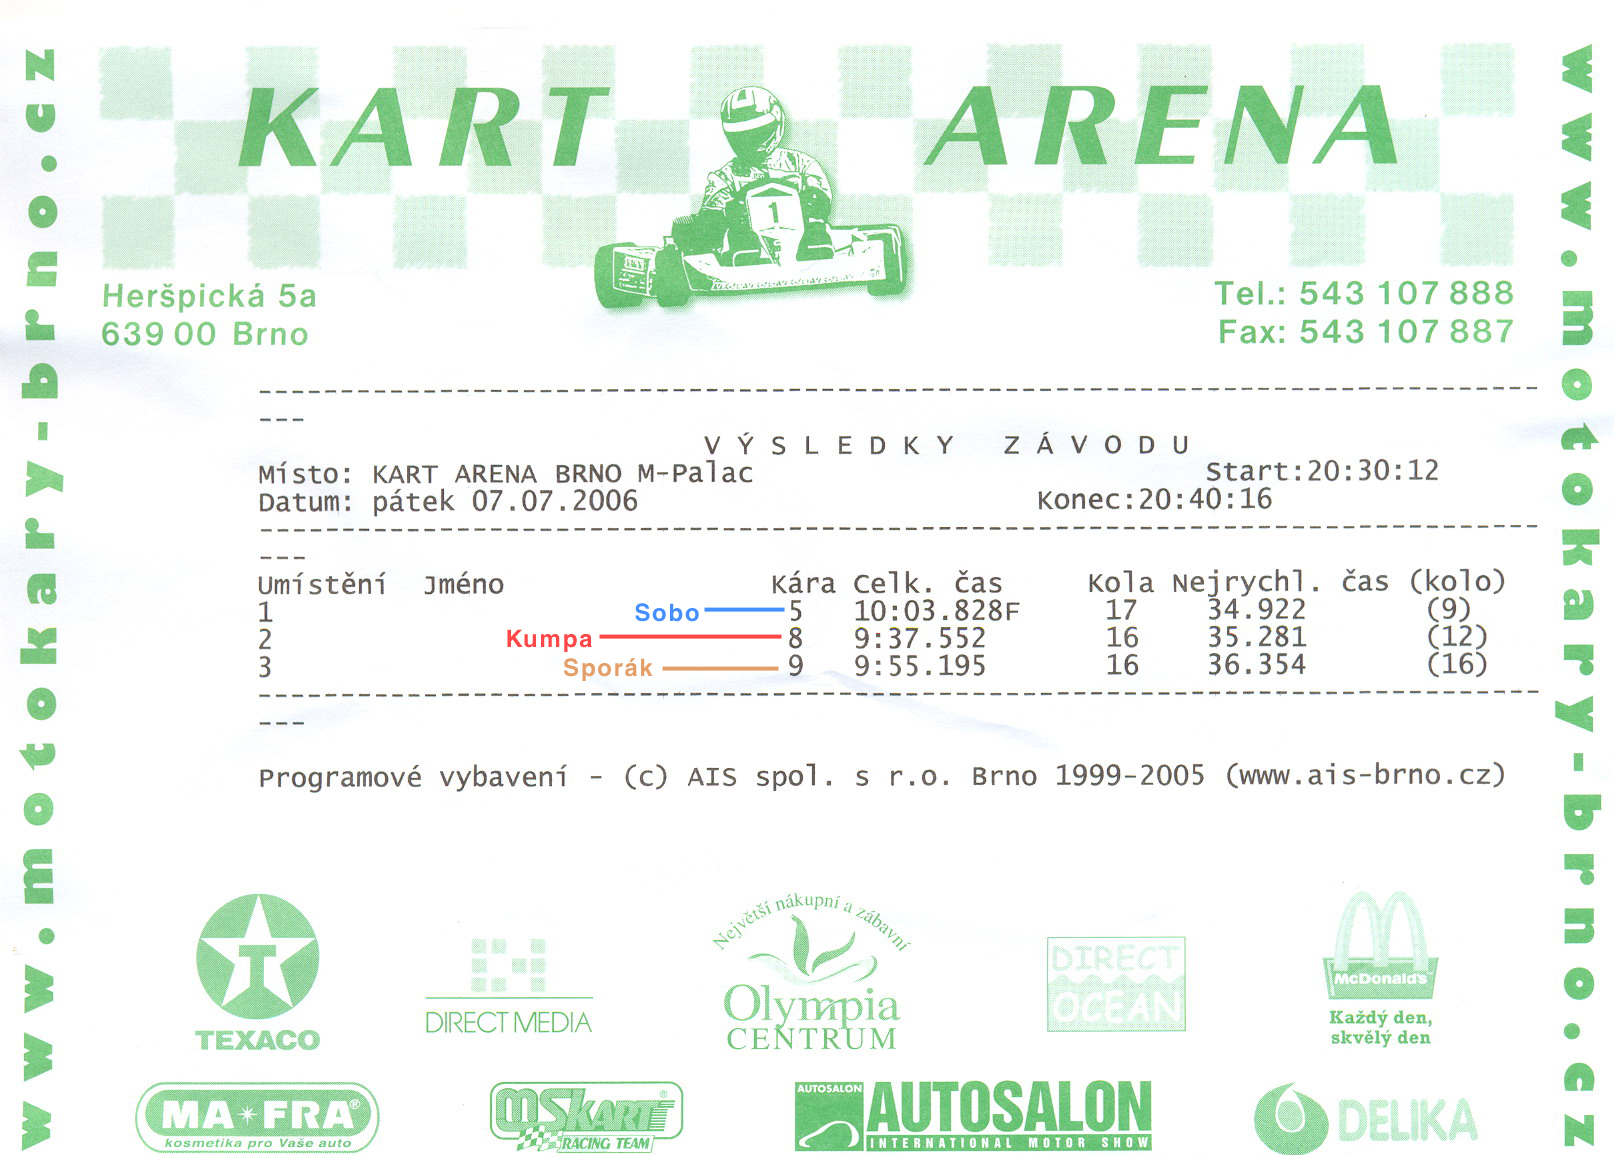 KART ARENA
1
Heršpická 5a
639 00 Brno
Tel.: 543 107 888
Fax: 543 107 887
www.motokary-brno.cz
www.motokary-brno.cz
--------------------------------------------------------------------------------
---
VÝSLEDKY ZÁVODU
Místo: KART ARENA BRNO M-Palac Start:20:30:12
Datum: pátek 07.07.2006 Konec:20:40:16
--------------------------------------------------------------------------------
---
Umístění Jméno Kára Celk. čas Kola Nejrychl. čas (kolo)
1 Sobo 5 10:03.828F 17 34.922 (9)
2 Kumpa 8 9:37.552 16 35.281 (12)
3 Sporák 9 9:55.195 16 36.354 (16)
--------------------------------------------------------------------------------
---
Programové vybavení - (c) AIS spol. s r.o. Brno 1999-2005 (www.ais-brno.cz)
T
TEXACO
DIRECT MEDIA
Největší nákupní a zábavní
Olympia
CENTRUM
DIRECT
OCEAN
McDonald's
Každý den,
skvělý den
MA*FRA®
kosmetika pro Vaše auto
MSKART®
RACING TEAM
AUTOSALON
AUTOSALON
INTERNATIONAL MOTOR SHOW
DELIKA